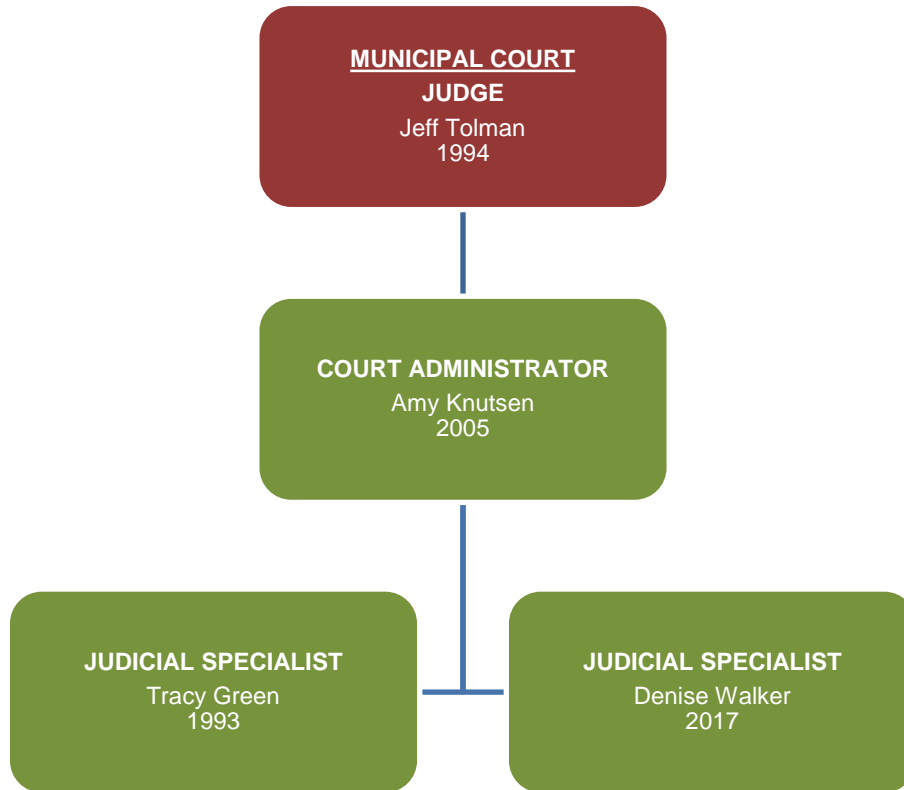 MUNICIPAL COURT
JUDGE
Jeff Tolman
1994
COURT ADMINISTRATOR
Amy Knutsen
2005
JUDICIAL SPECIALIST
Tracy Green
1993
JUDICIAL SPECIALIST
Denise Walker
2017